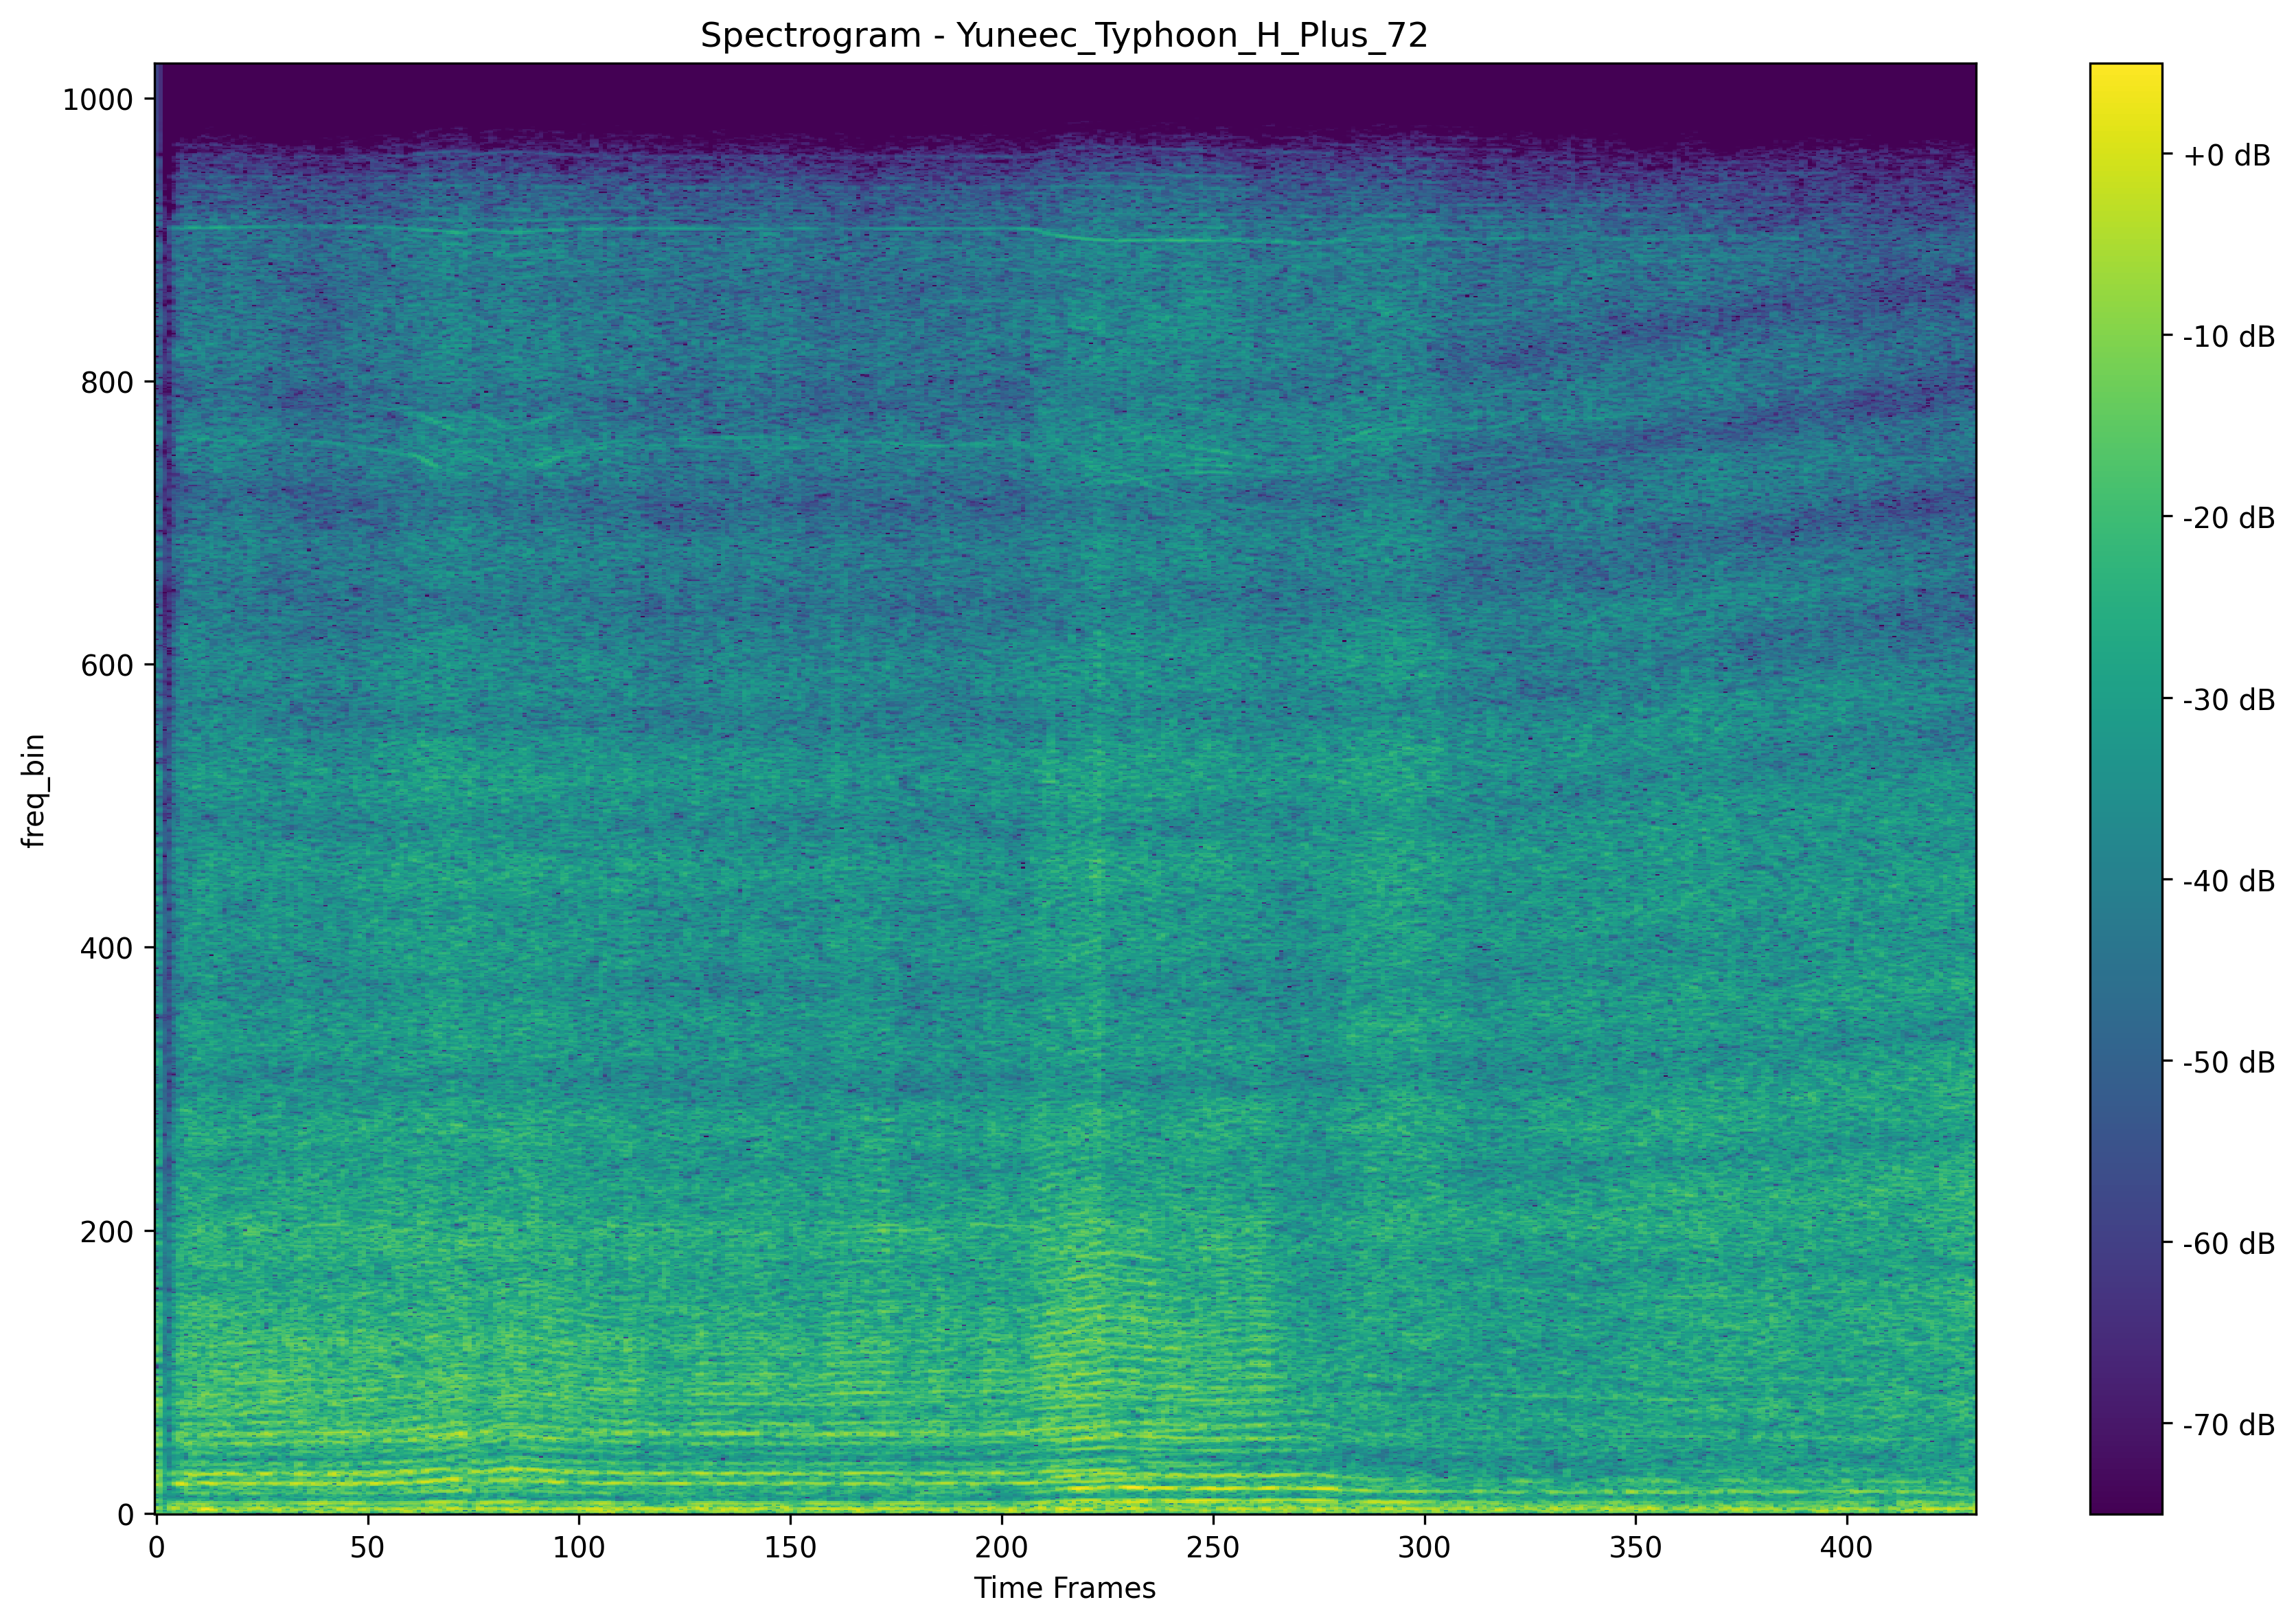 Spectrogram - Yuneec_Typhoon_H_Plus_72
1000
800
600
400
200
0
freq_bin
0 50 100 150 200 250 300 350 400
Time Frames
+0 dB
-10 dB
-20 dB
-30 dB
-40 dB
-50 dB
-60 dB
-70 dB